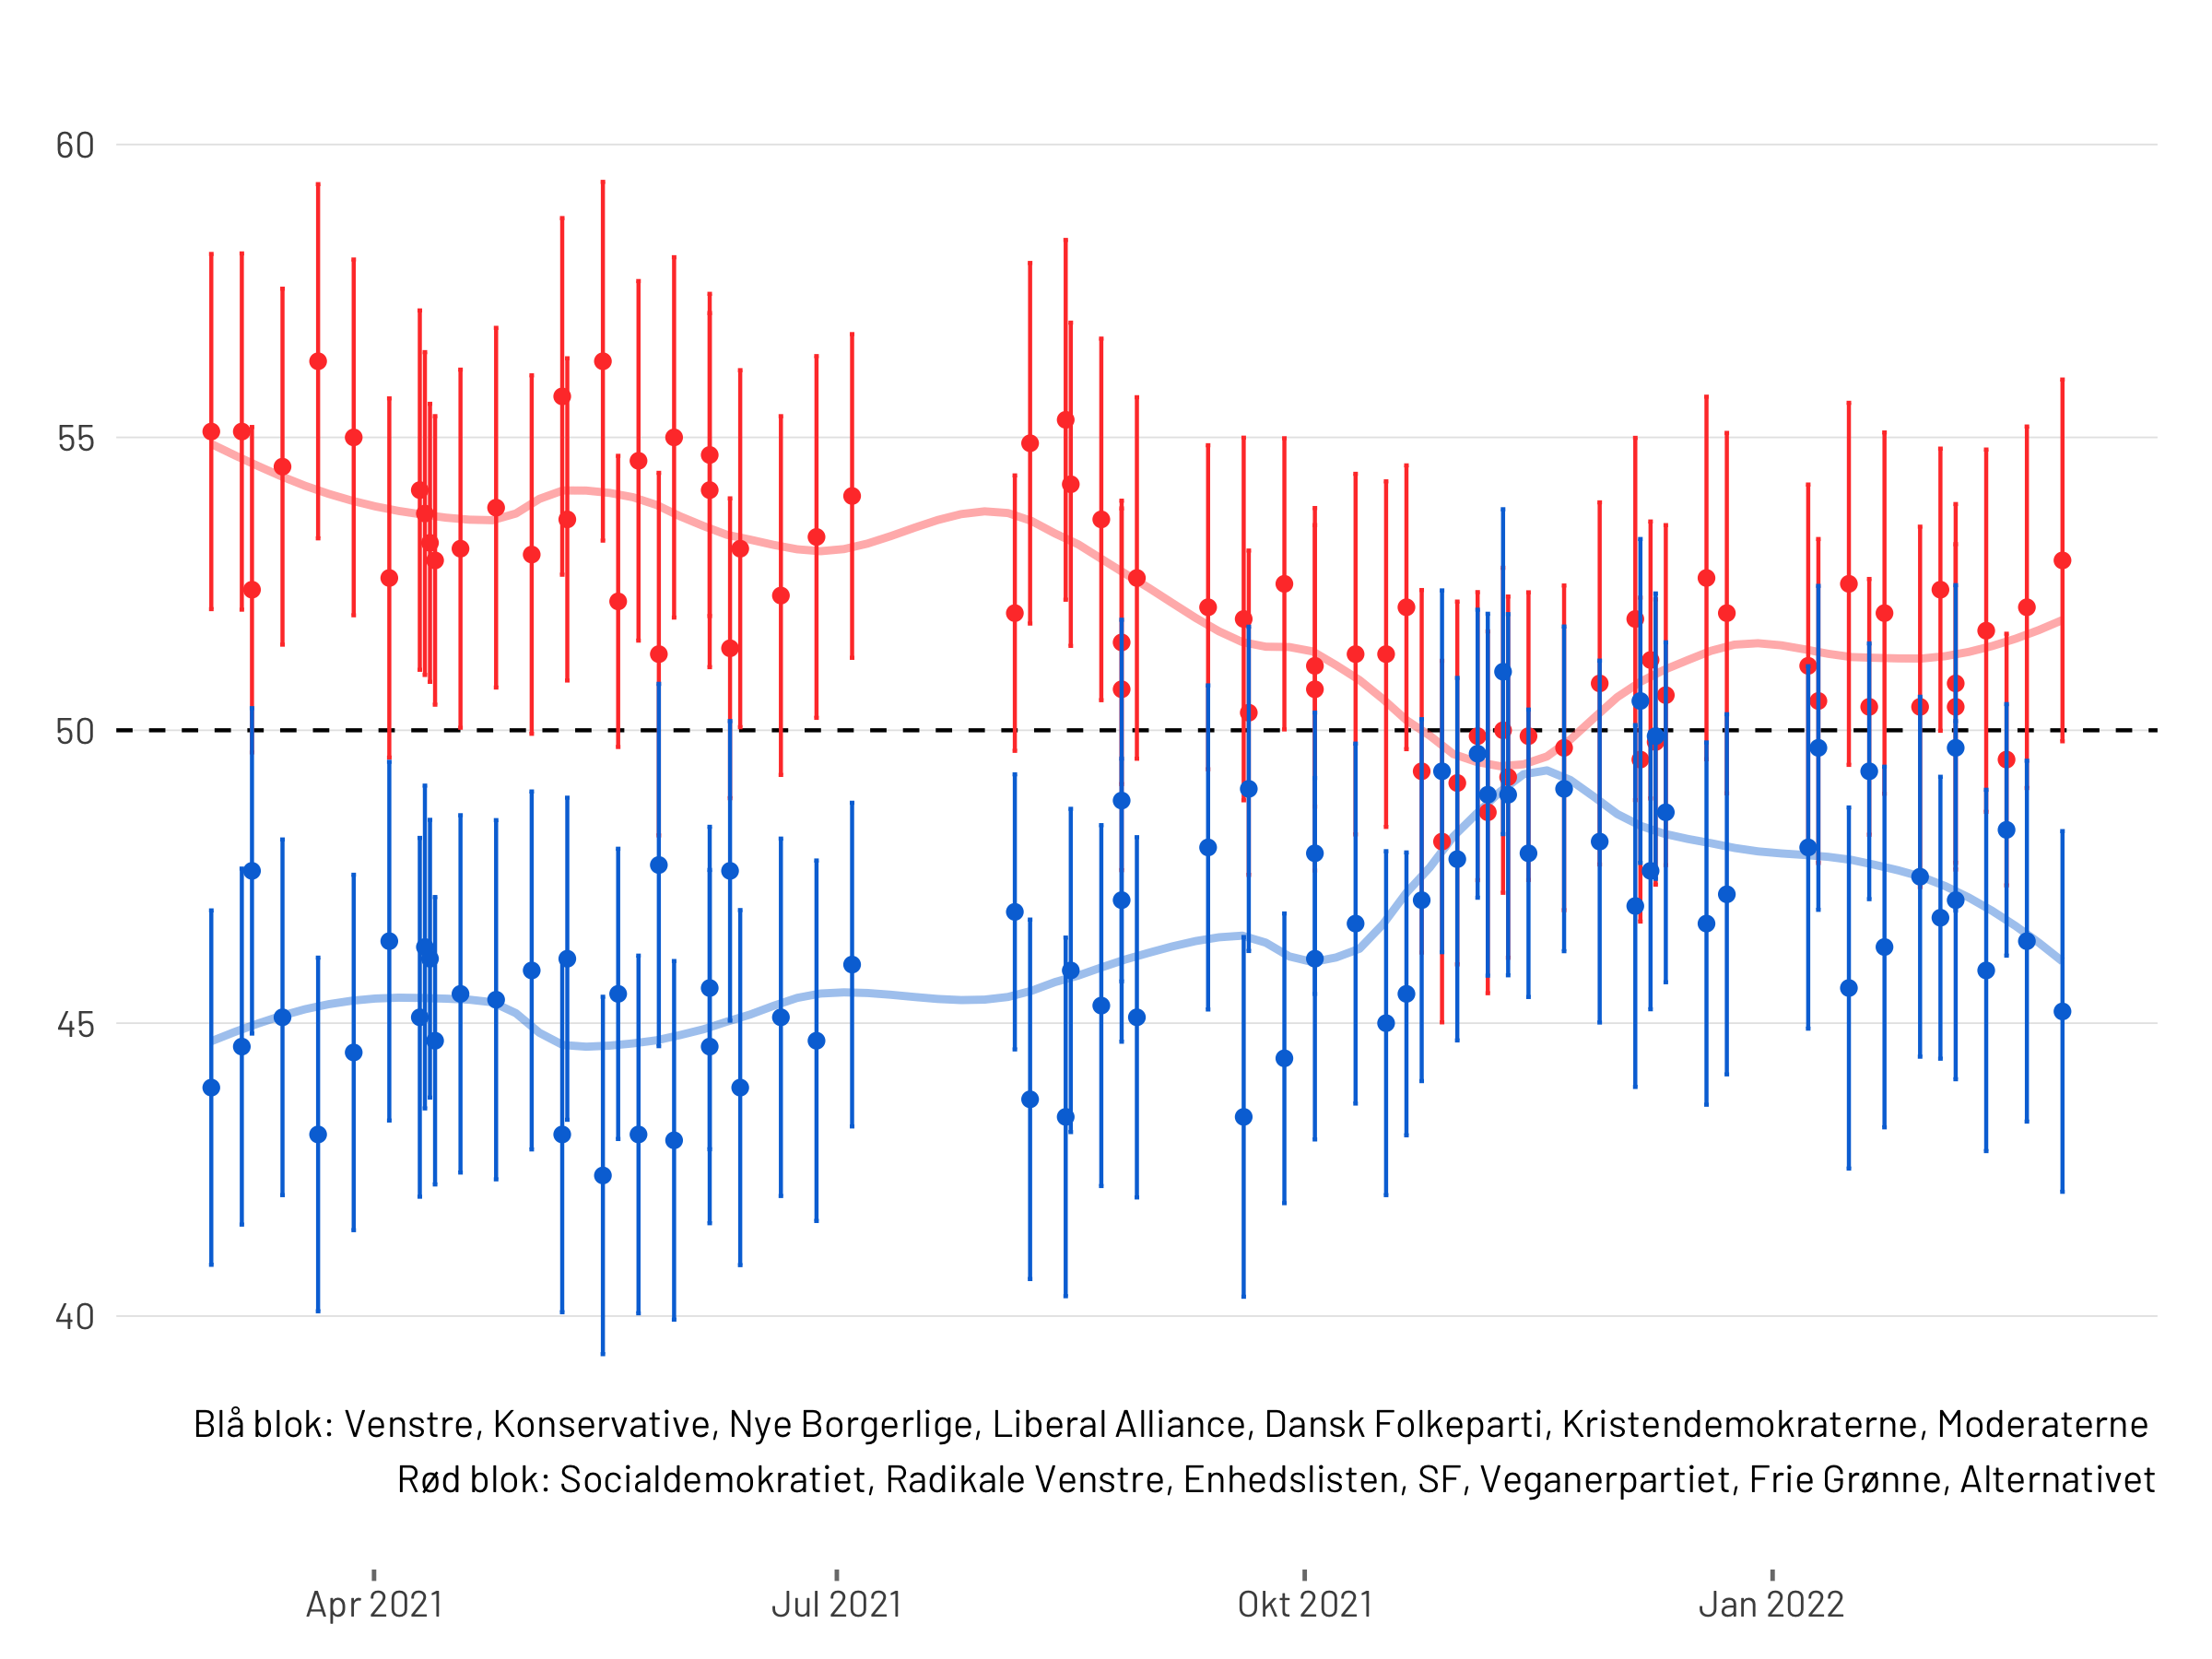 60
55
50
45
40
Blå blok: Venstre, Konservative, Nye Borgerlige, Liberal Alliance, Dansk Folkeparti, Kristendemokraterne, Moderaterne
Rød blok: Socialdemokratiet, Radikale Venstre, Enhedslisten, SF, Veganerpartiet, Frie Grønne, Alternativet
Apr 2021 Jul 2021 Okt 2021 Jan 2022